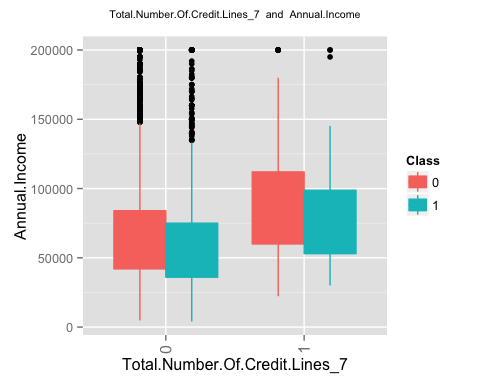 Total.Number.Of.Credit.Lines_7 and Annual.Income
Annual.Income
200000
150000
100000
50000
0
0
1
Total.Number.Of.Credit.Lines_7
Class
0
1